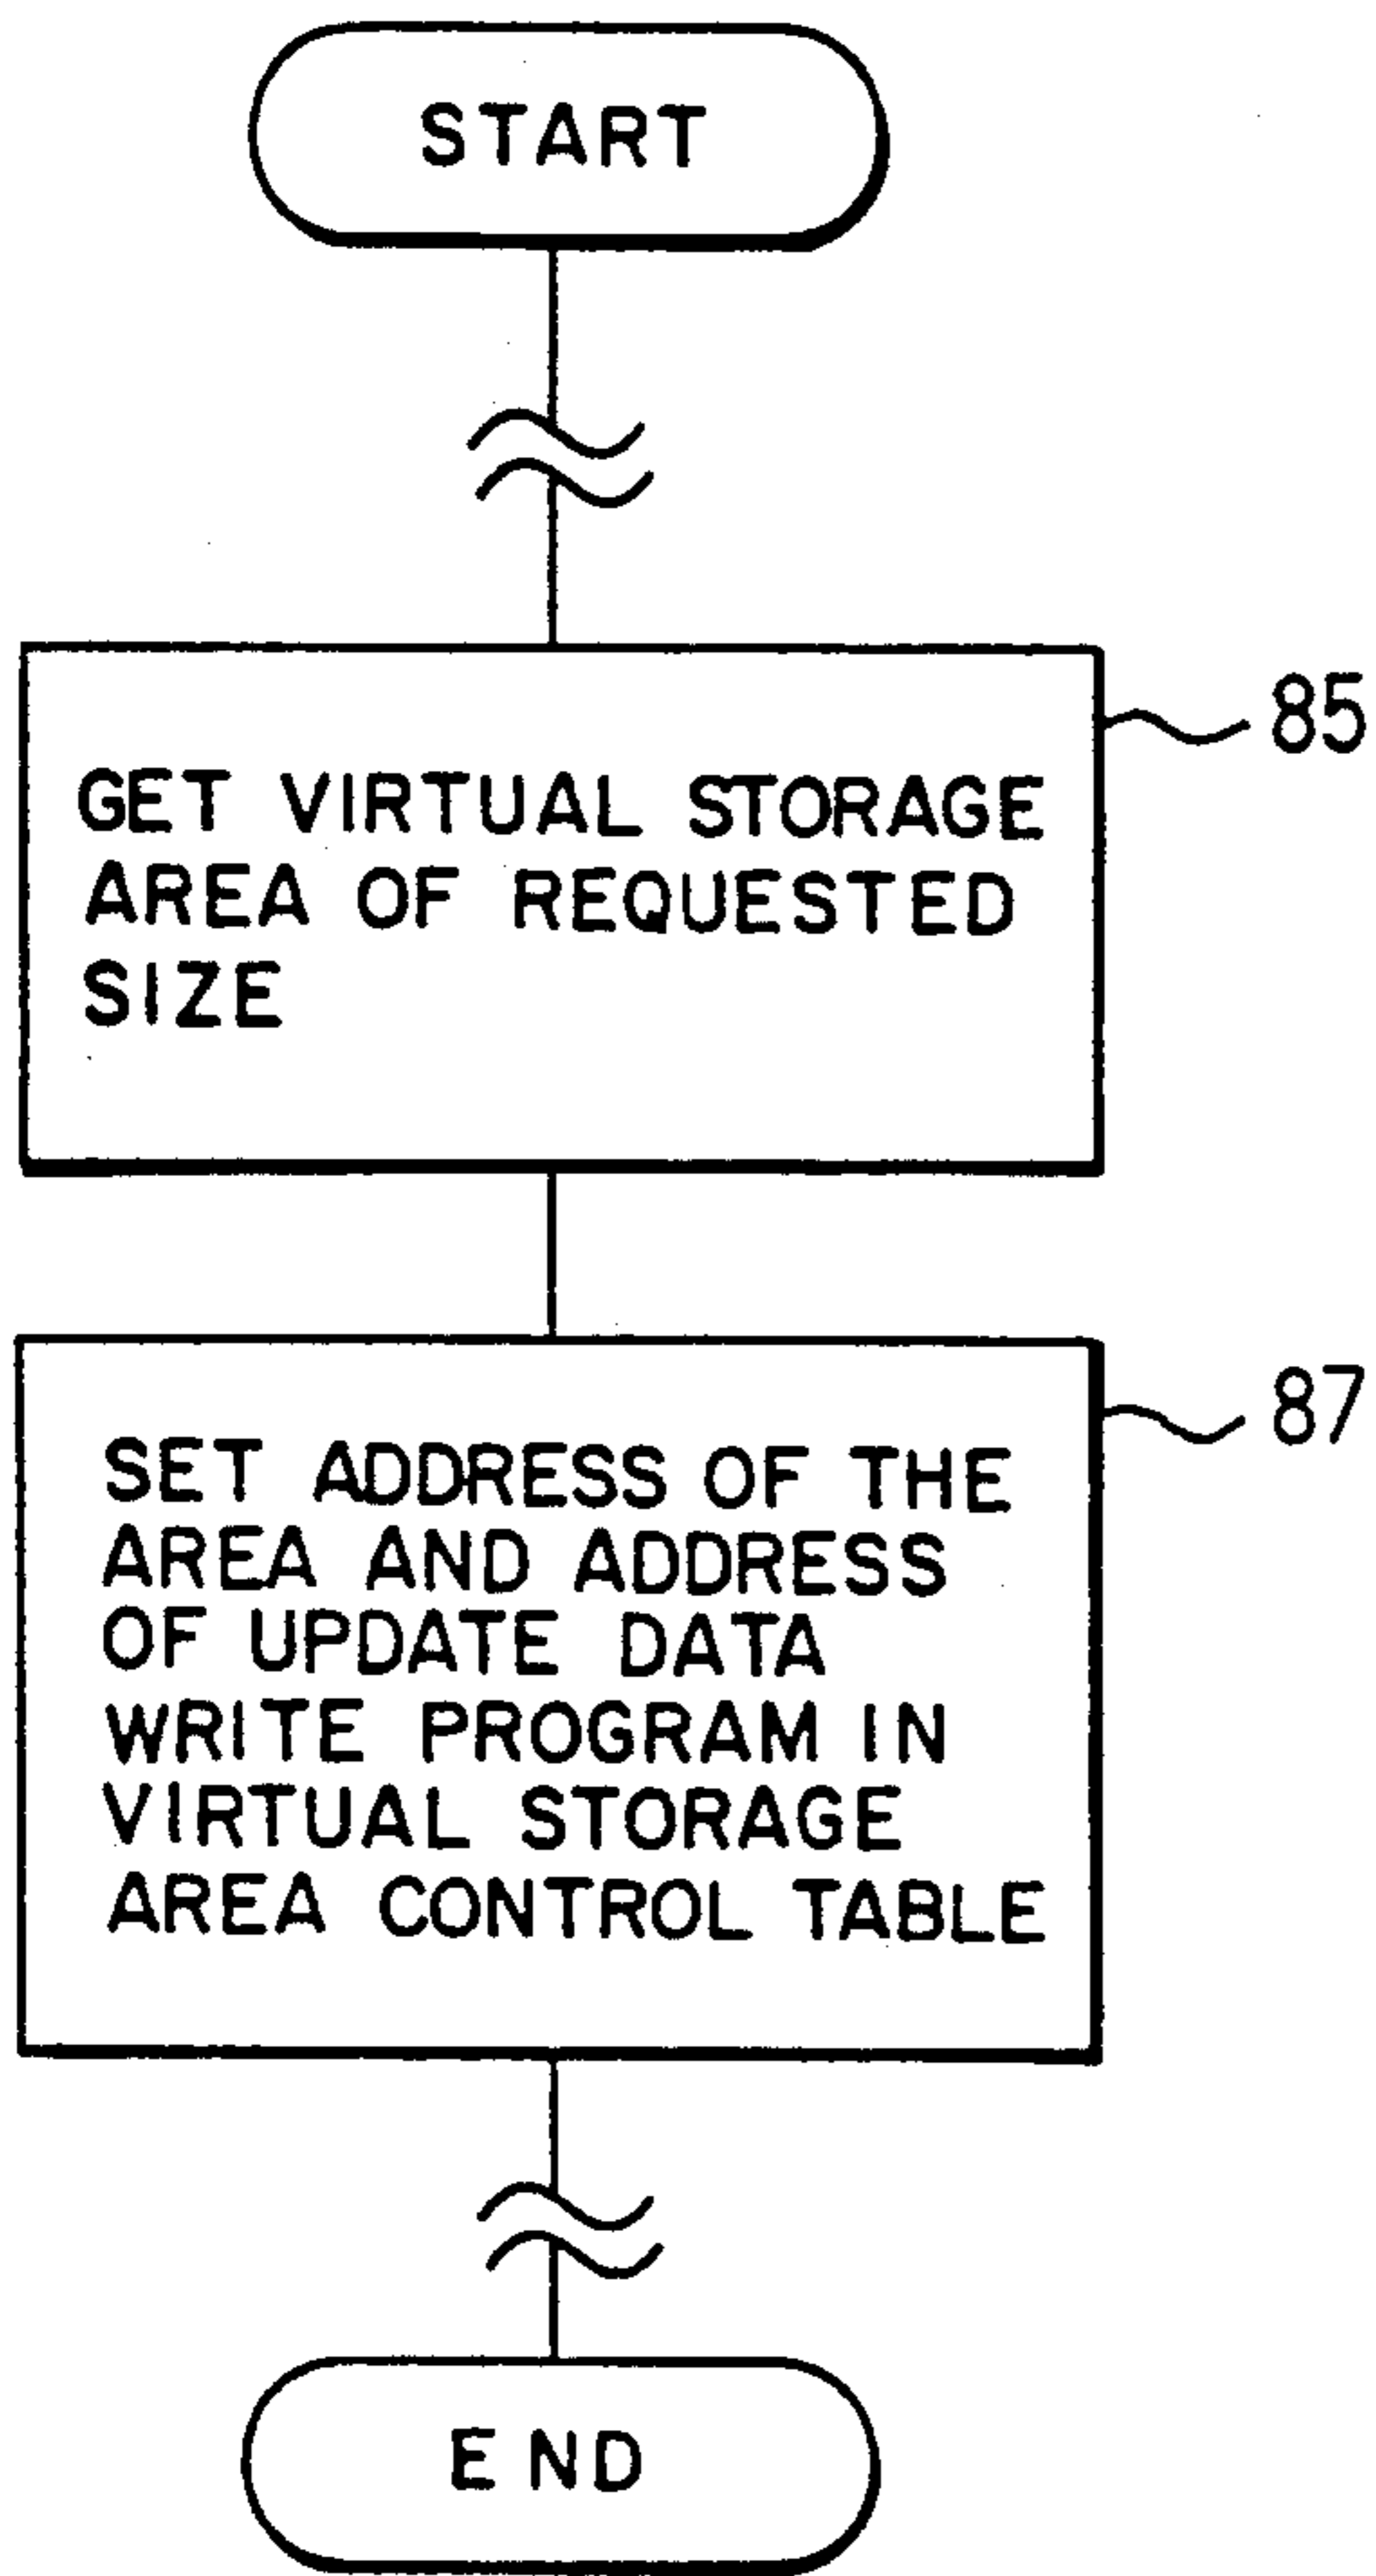 START
85
GET VIRTUAL STORAGE
AREA OF REQUESTED
SIZE
87
SET ADDRESS OF THE
AREA AND ADDRESS
OF UPDATE DATA
WRITE PROGRAM IN
VIRTUAL STORAGE
AREA CONTROL TABLE
END